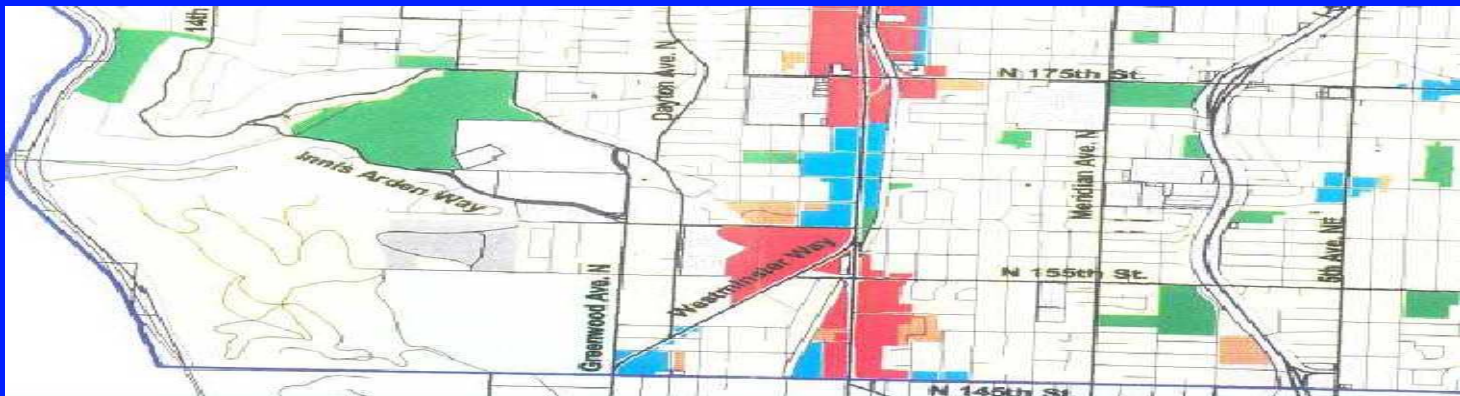 14th
Dayton Ave. N
N 175th St.
Innis Arden Way
Meridian Ave. N
Westminster Way
N 155th St.
5th Ave. NE
Greenwood Ave. N
N 145th St.